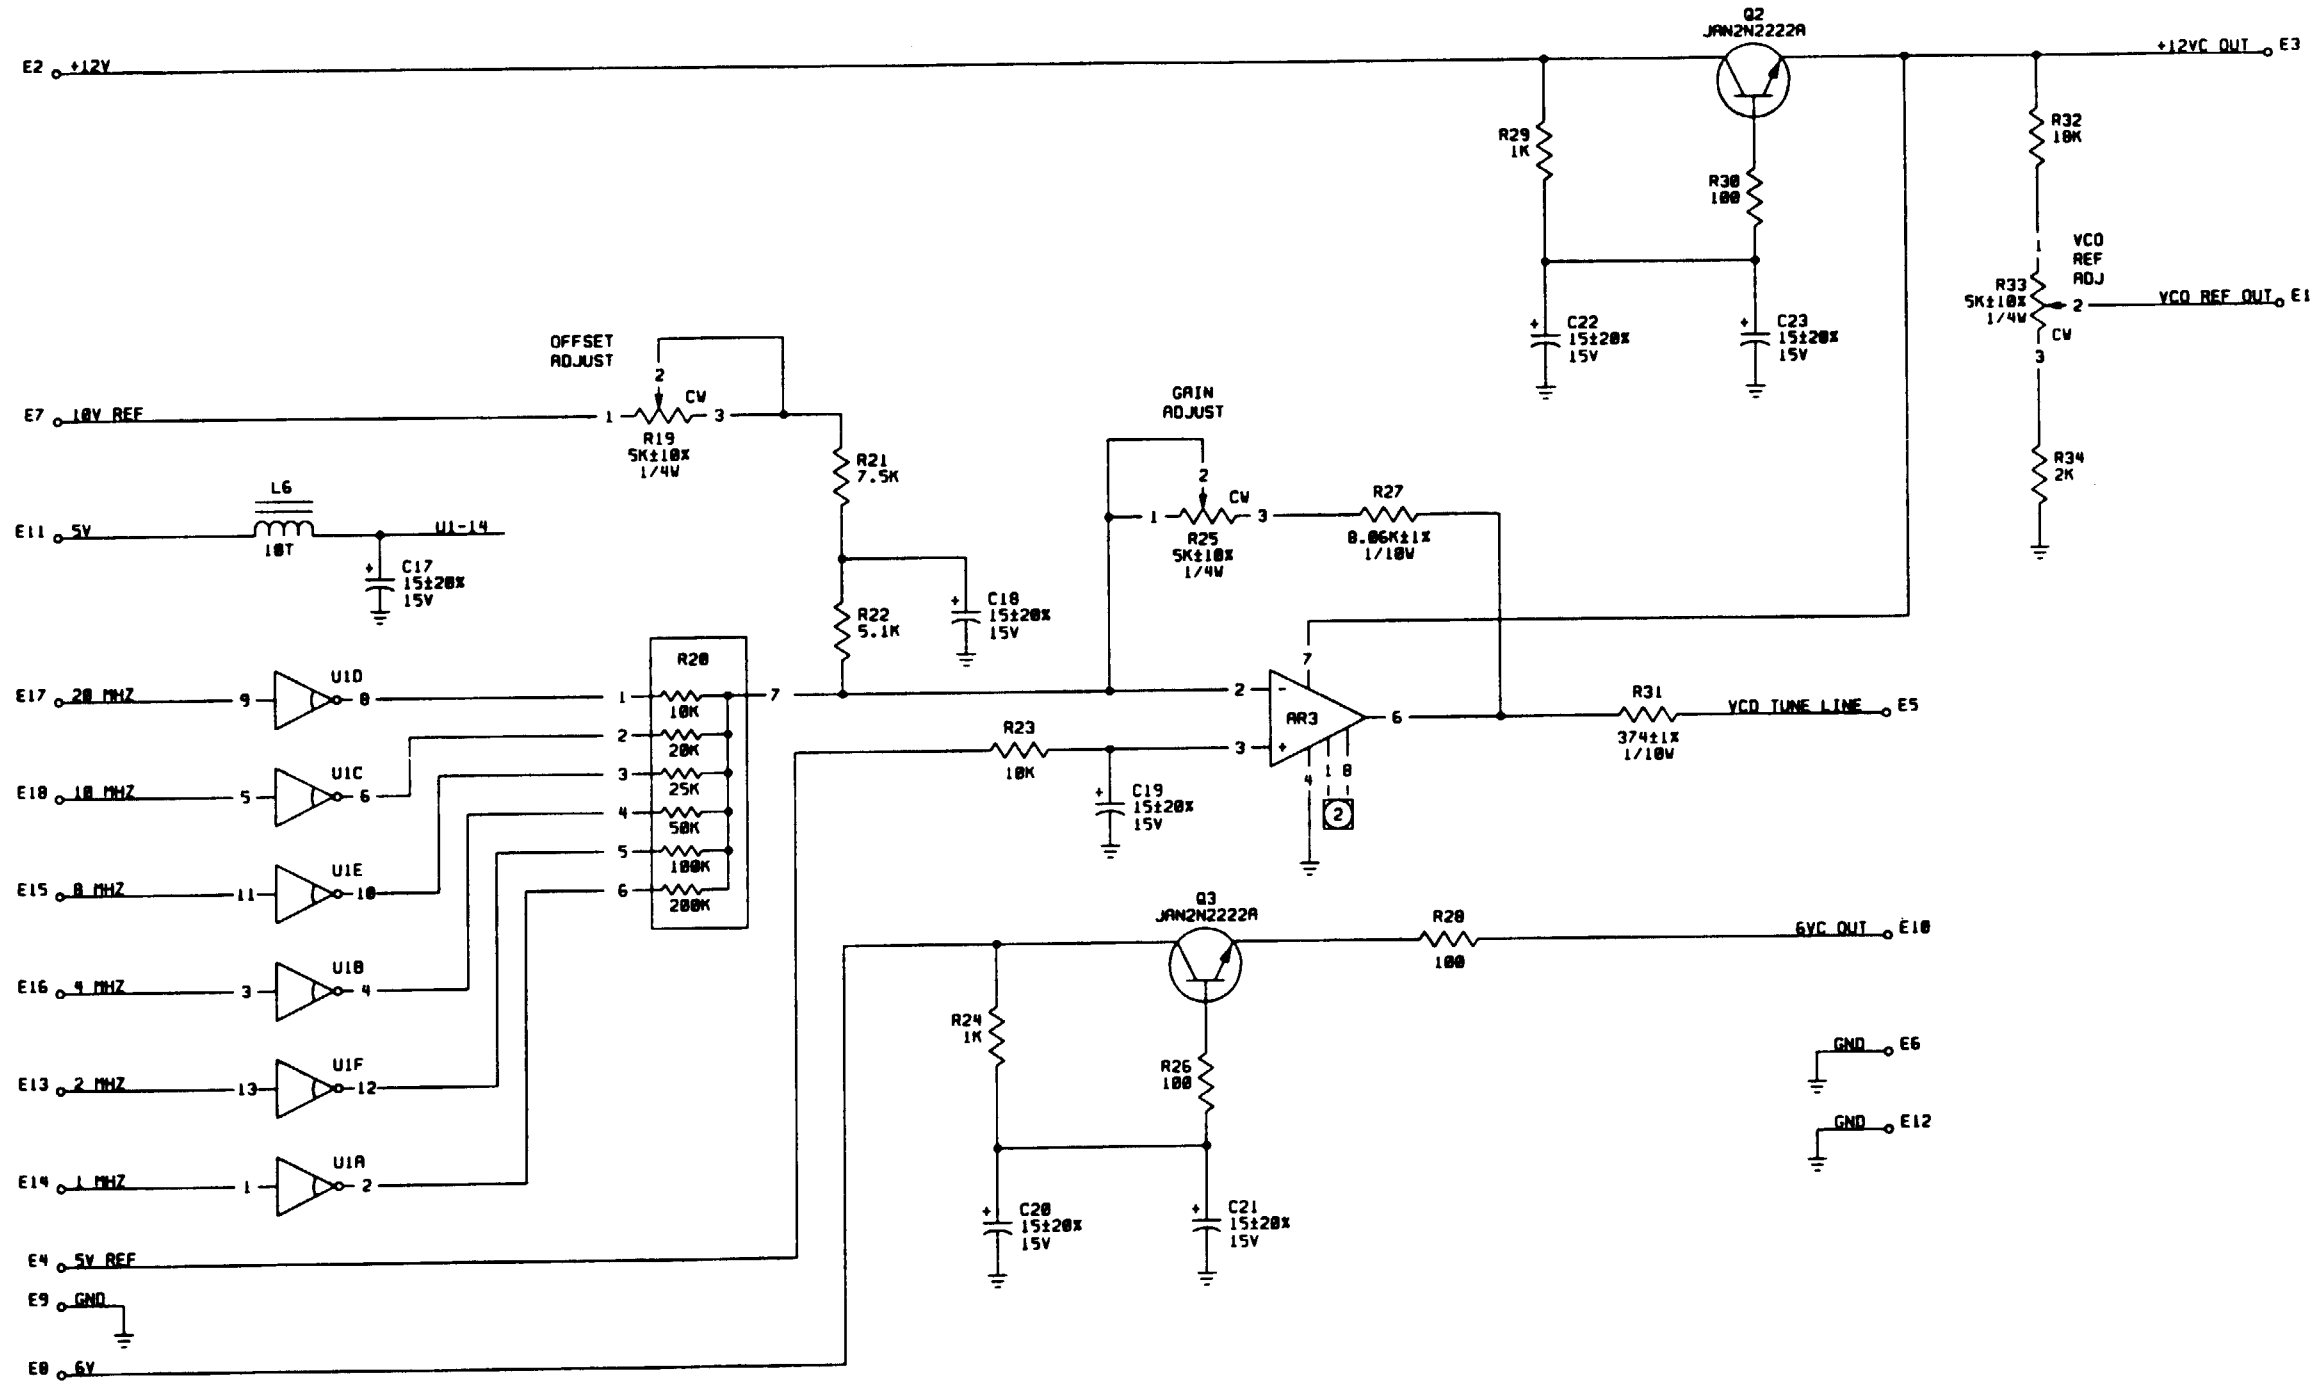 Q2
JAN2N2222A
E2 +12V
+12VC OUT E3
R29
1K
R30
100
R32
10K
1
VCO
REF
ADJ
R33
5K±10%
1/4W
2
VCO REF OUT E1
CW
3
C22
15±20%
15V
C23
15±20%
15V
R34
2K
OFFSET
ADJUST
2
CW
E7 10V REF
1
3
R19
5K±10%
1/4W
R21
7.5K
GAIN
ADJUST
2
CW
1
3
R25
5K±10%
1/4W
R27
8.06K±1%
1/10W
L6
E11 5V
10T
U1-14
C17
15±20%
15V
R22
5.1K
C18
15±20%
15V
R20
E17 20 MHZ 9 U1D 8
1 10K 7
2 20K
E18 10 MHZ 5 U1C 6
3 25K
4 50K
E15 8 MHZ 11 U1E 10
5 100K
6 200K
E16 4 MHZ 3 U1B 4
E13 2 MHZ 13 U1F 12
E14 1 MHZ 1 U1A 2
R23
10K
C19
15±20%
15V
7
2 -
AR3
6
3 +
4 1 8
2
R31
374±1%
1/10W
VCO TUNE LINE E5
Q3
JAN2N2222A
R28
100
6VC OUT E10
R24
1K
R26
100
GND E6
GND E12
C20
15±20%
15V
C21
15±20%
15V
E4 5V REF
E9 GND
E8 6V